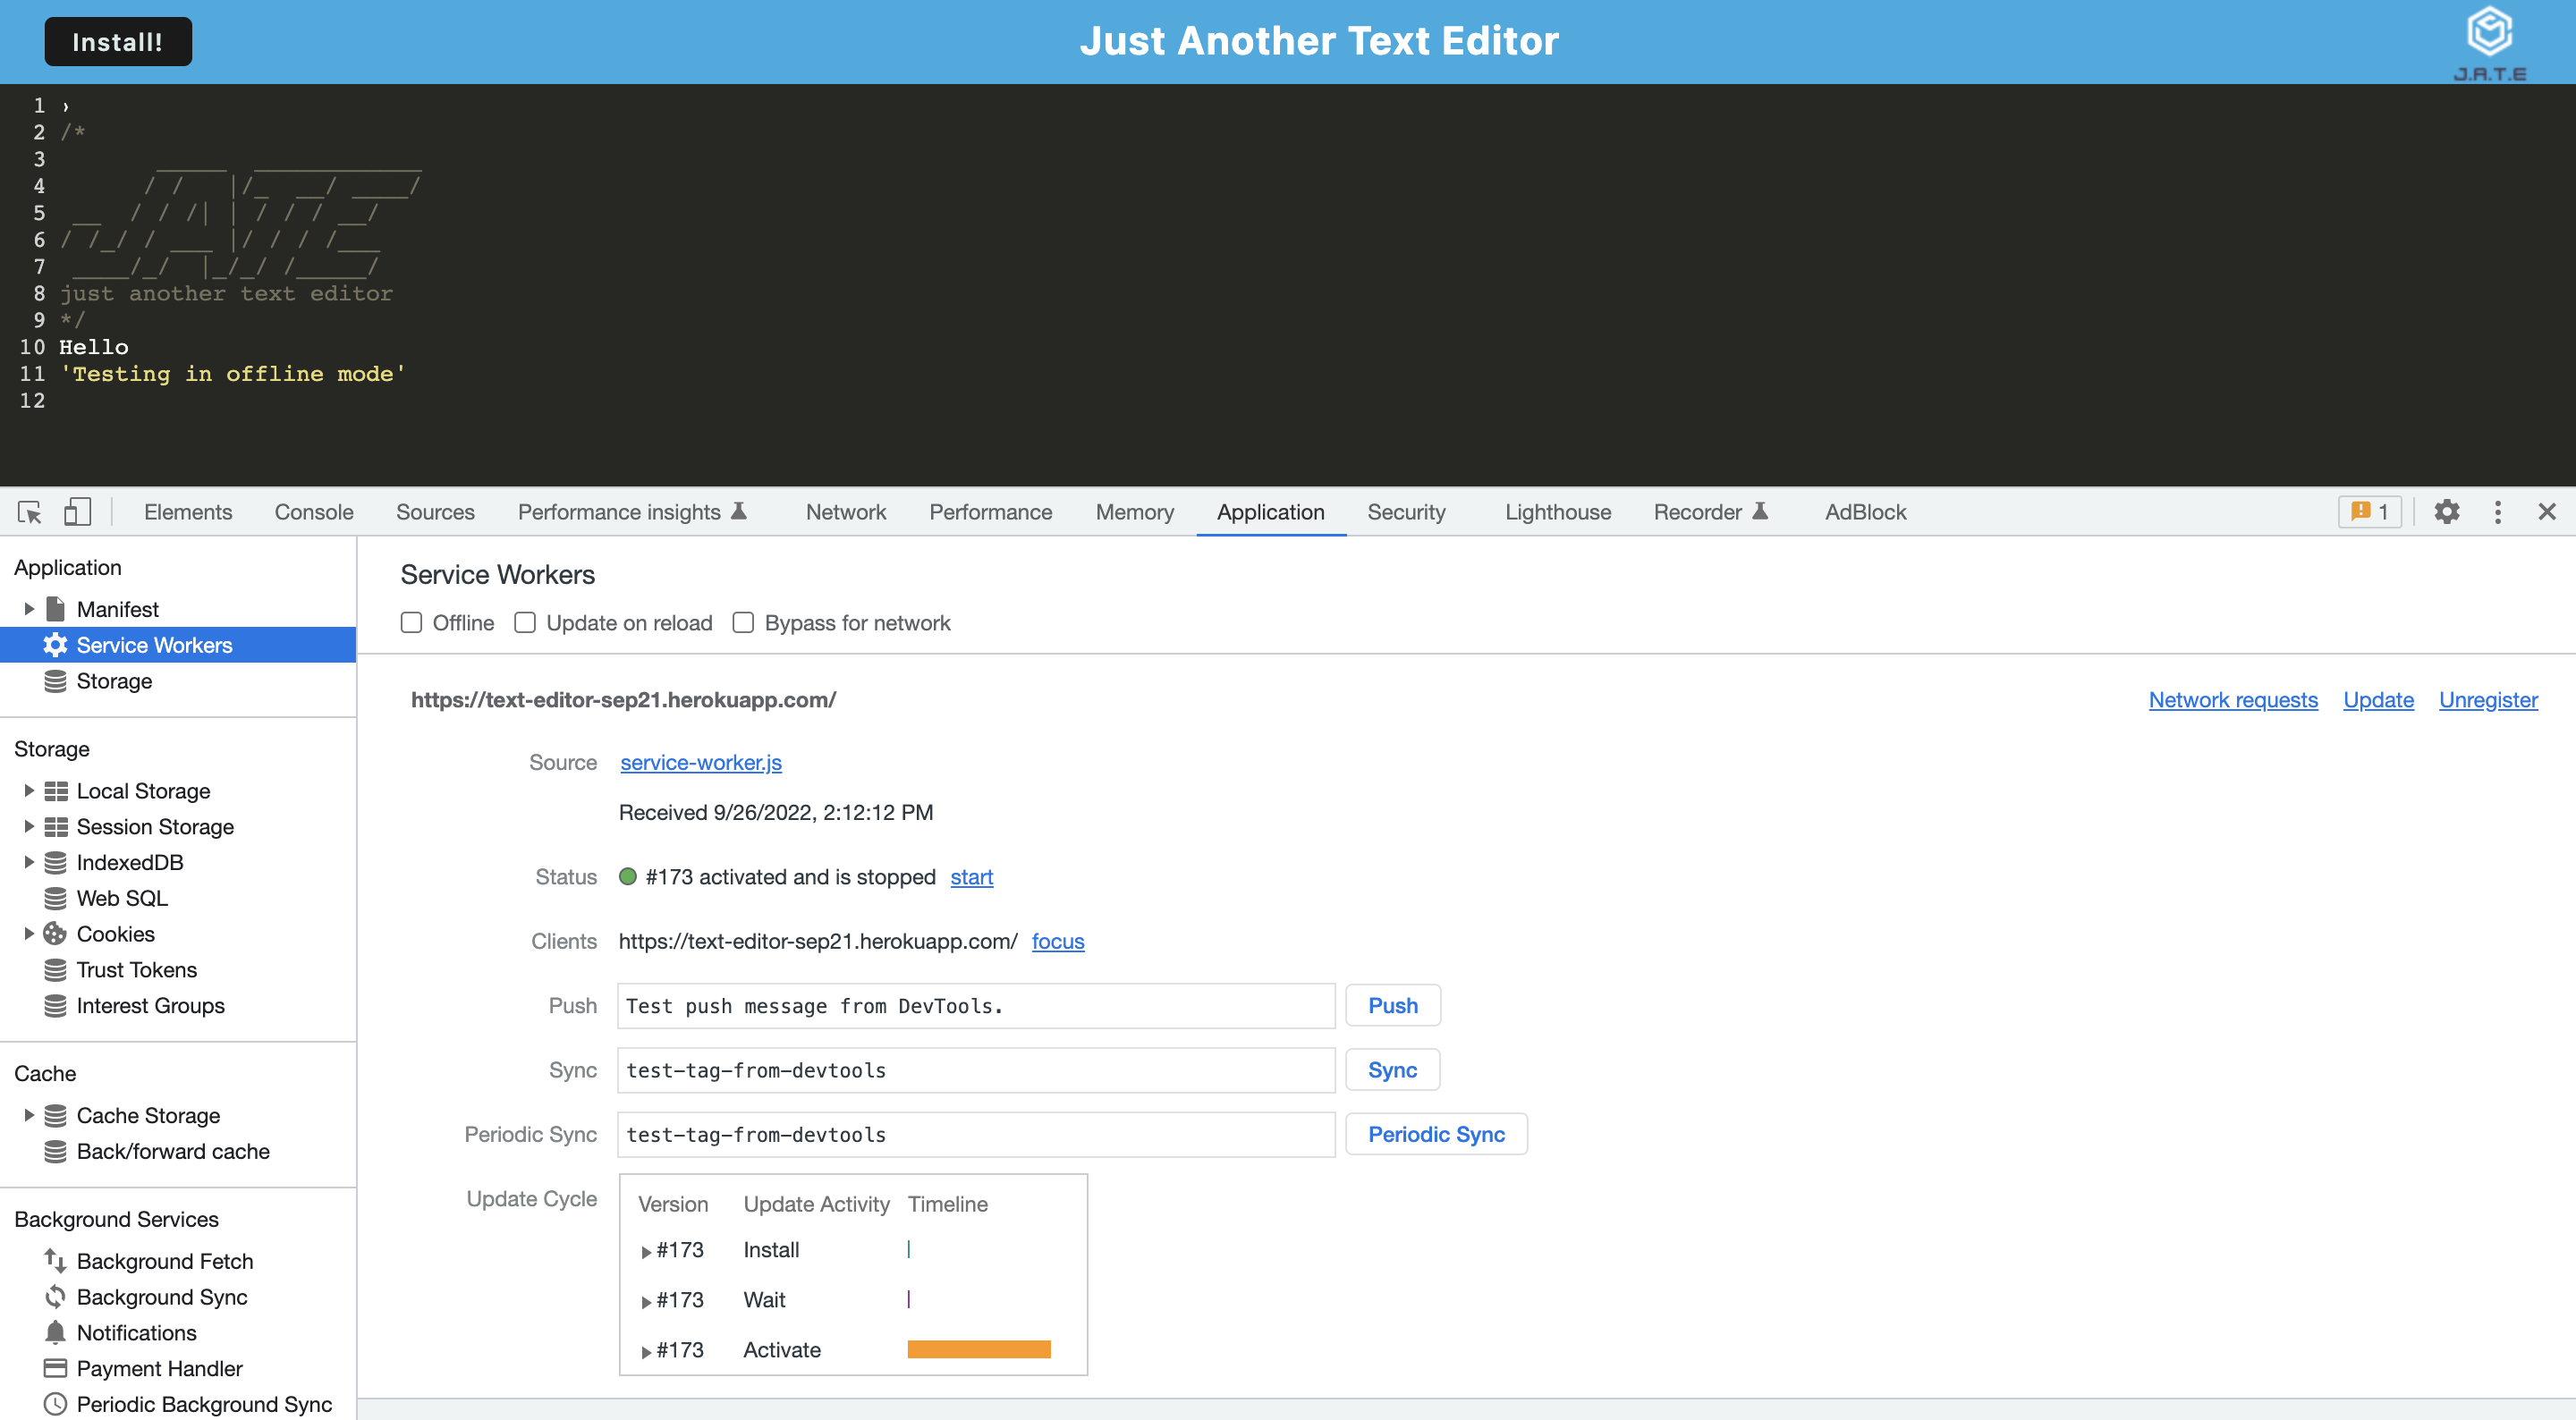 Install!
Just Another Text Editor
J.A.T.E
1 ›
2 /*
3
4
5
6
7
8 just another text editor
9 */
10 Hello
11 'Testing in offline mode'
12
Elements Console Sources Performance insights Network Performance Memory Application Security Lighthouse Recorder AdBlock 1
Application
Manifest
Service Workers
Storage
Storage
Local Storage
Session Storage
IndexedDB
Web SQL
Cookies
Trust Tokens
Interest Groups
Cache
Cache Storage
Back/forward cache
Background Services
Background Fetch
Background Sync
Notifications
Payment Handler
Periodic Background Sync
Service Workers
Offline Update on reload Bypass for network
https://text-editor-sep21.herokuapp.com/ Network requests Update Unregister
Source service-worker.js
Received 9/26/2022, 2:12:12 PM
Status #173 activated and is stopped start
Clients https://text-editor-sep21.herokuapp.com/ focus
Push Test push message from DevTools. Push
Sync test-tag-from-devtools Sync
Periodic Sync test-tag-from-devtools Periodic Sync
Update Cycle Version Update Activity Timeline
#173 Install
#173 Wait
#173 Activate